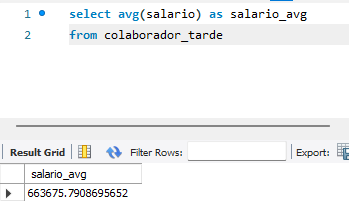 1 select avg(salario) as salario_avg
2 from colaborador_tarde
Result Grid Filter Rows: Export:
salario_avg
663675.7908695652